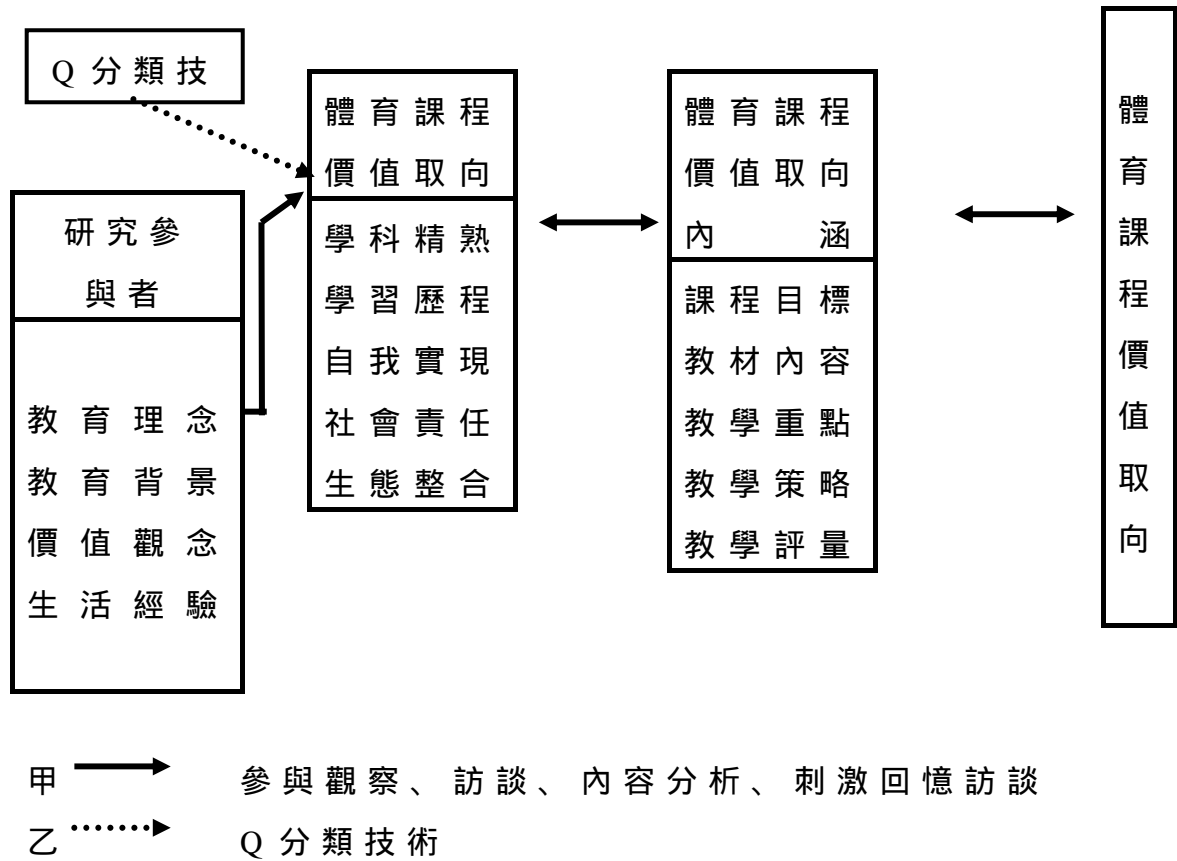 Q 分類技
研究參
與者
教育理念
教育背景
價值觀念
生活經驗
體育課程
價值取向
學科精熟
學習歷程
自我實現
社會責任
生態整合
體育課程
價值取向
內涵
課程目標
教材內容
教學重點
教學策略
教學評量
體育課程價值取向
甲 參與觀察、訪談、內容分析、刺激回憶訪談
乙 Q 分類技術